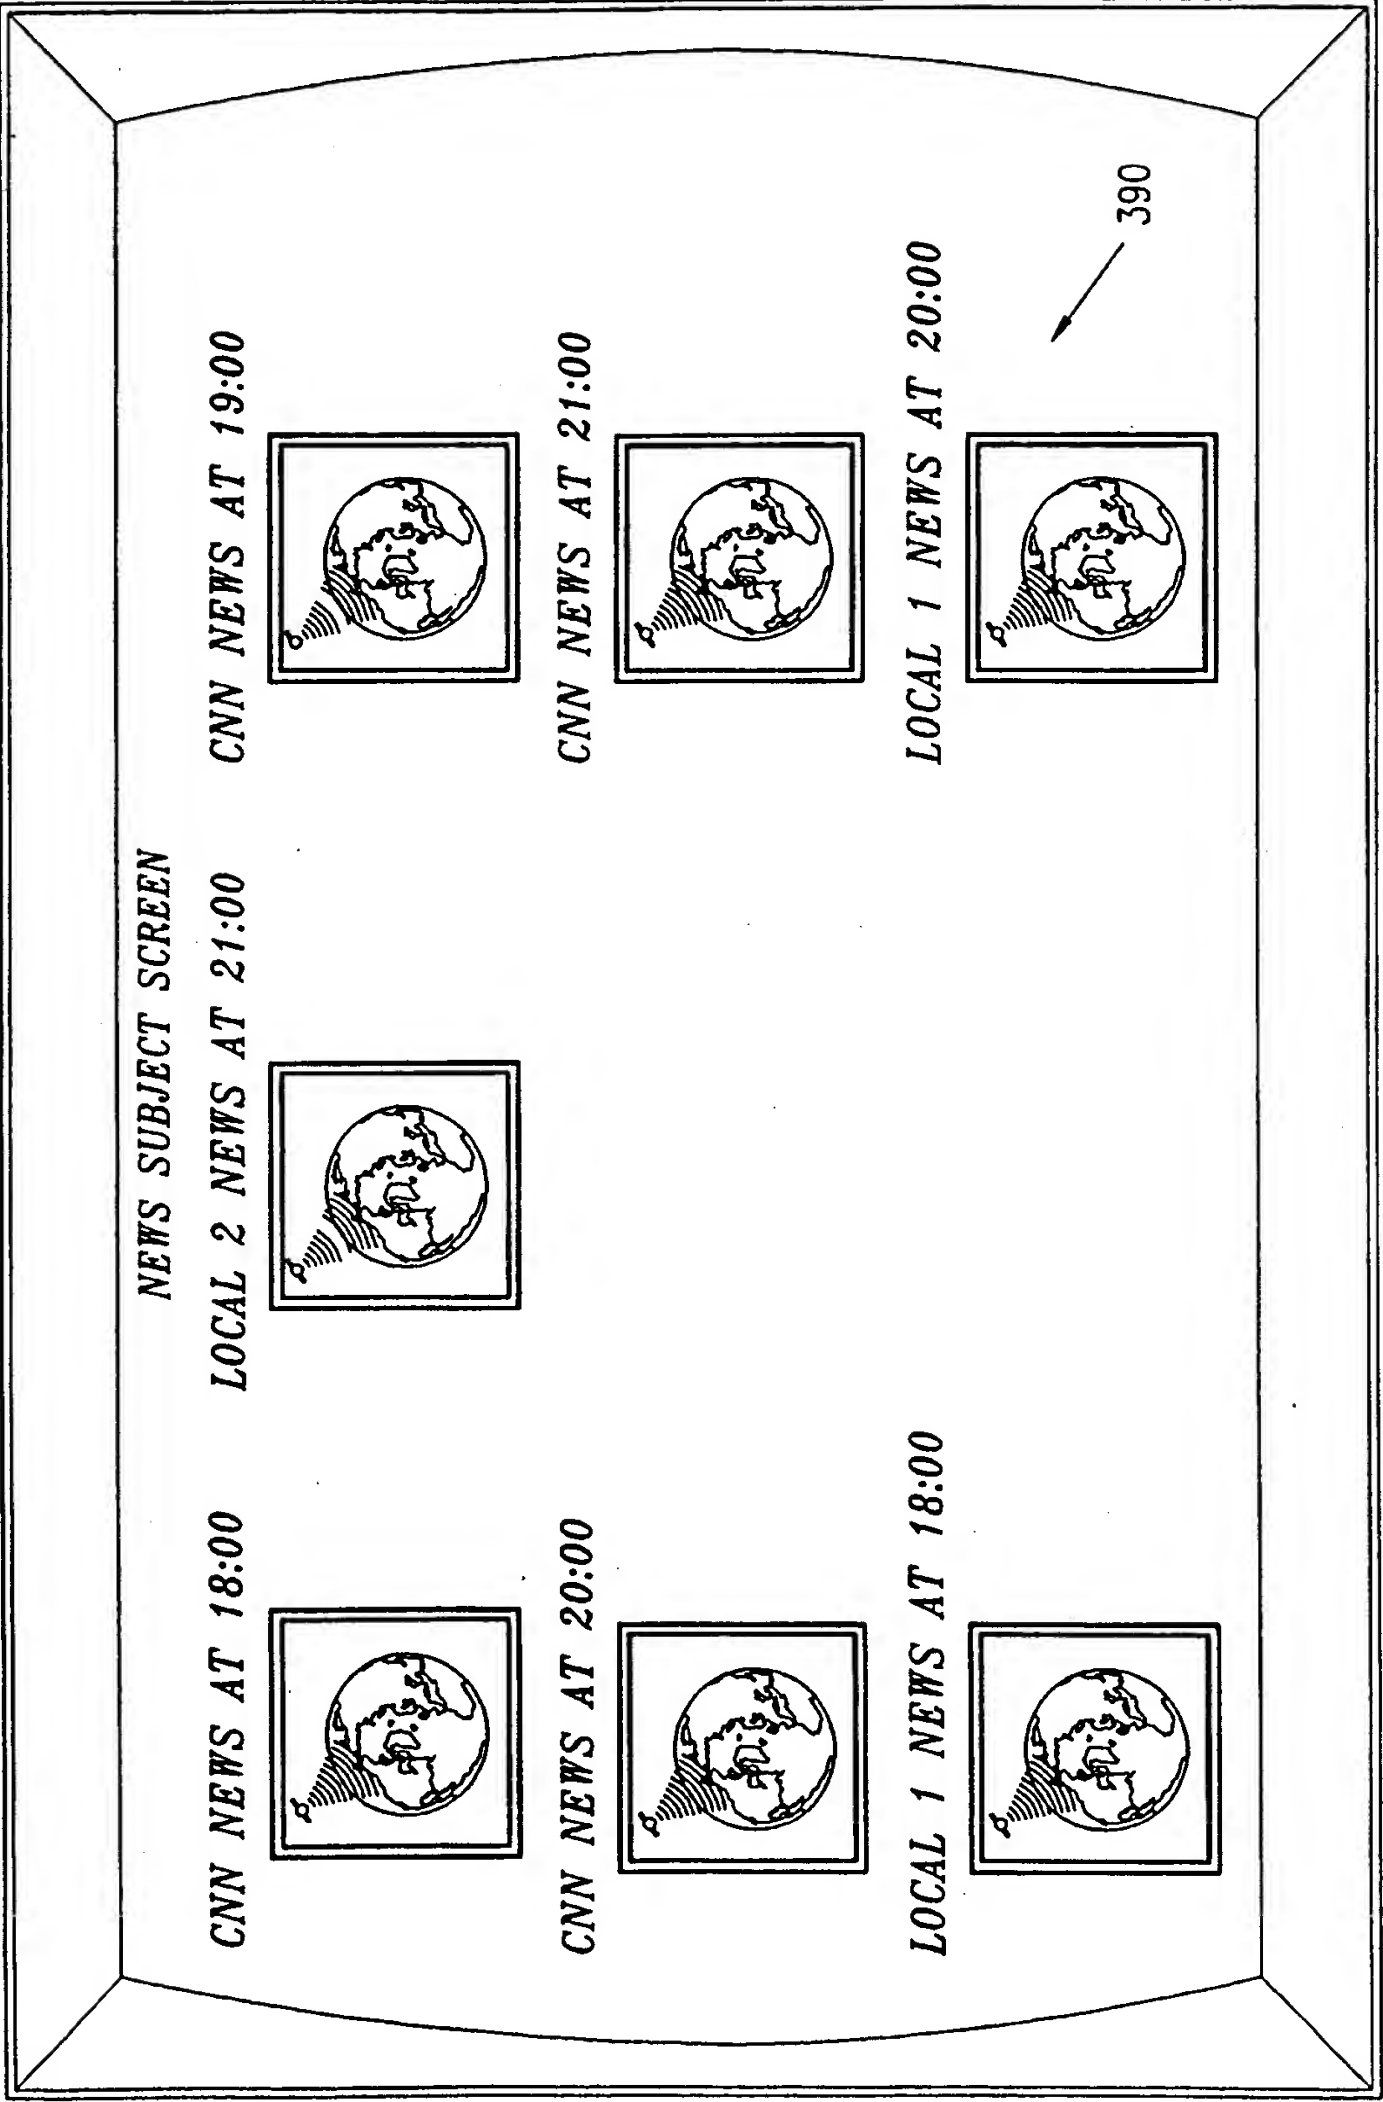 NEWS SUBJECT SCREEN
CNN NEWS AT 18:00
LOCAL 2 NEWS AT 21:00
CNN NEWS AT 19:00
CNN NEWS AT 20:00
CNN NEWS AT 21:00
LOCAL 1 NEWS AT 18:00
LOCAL 1 NEWS AT 20:00
390